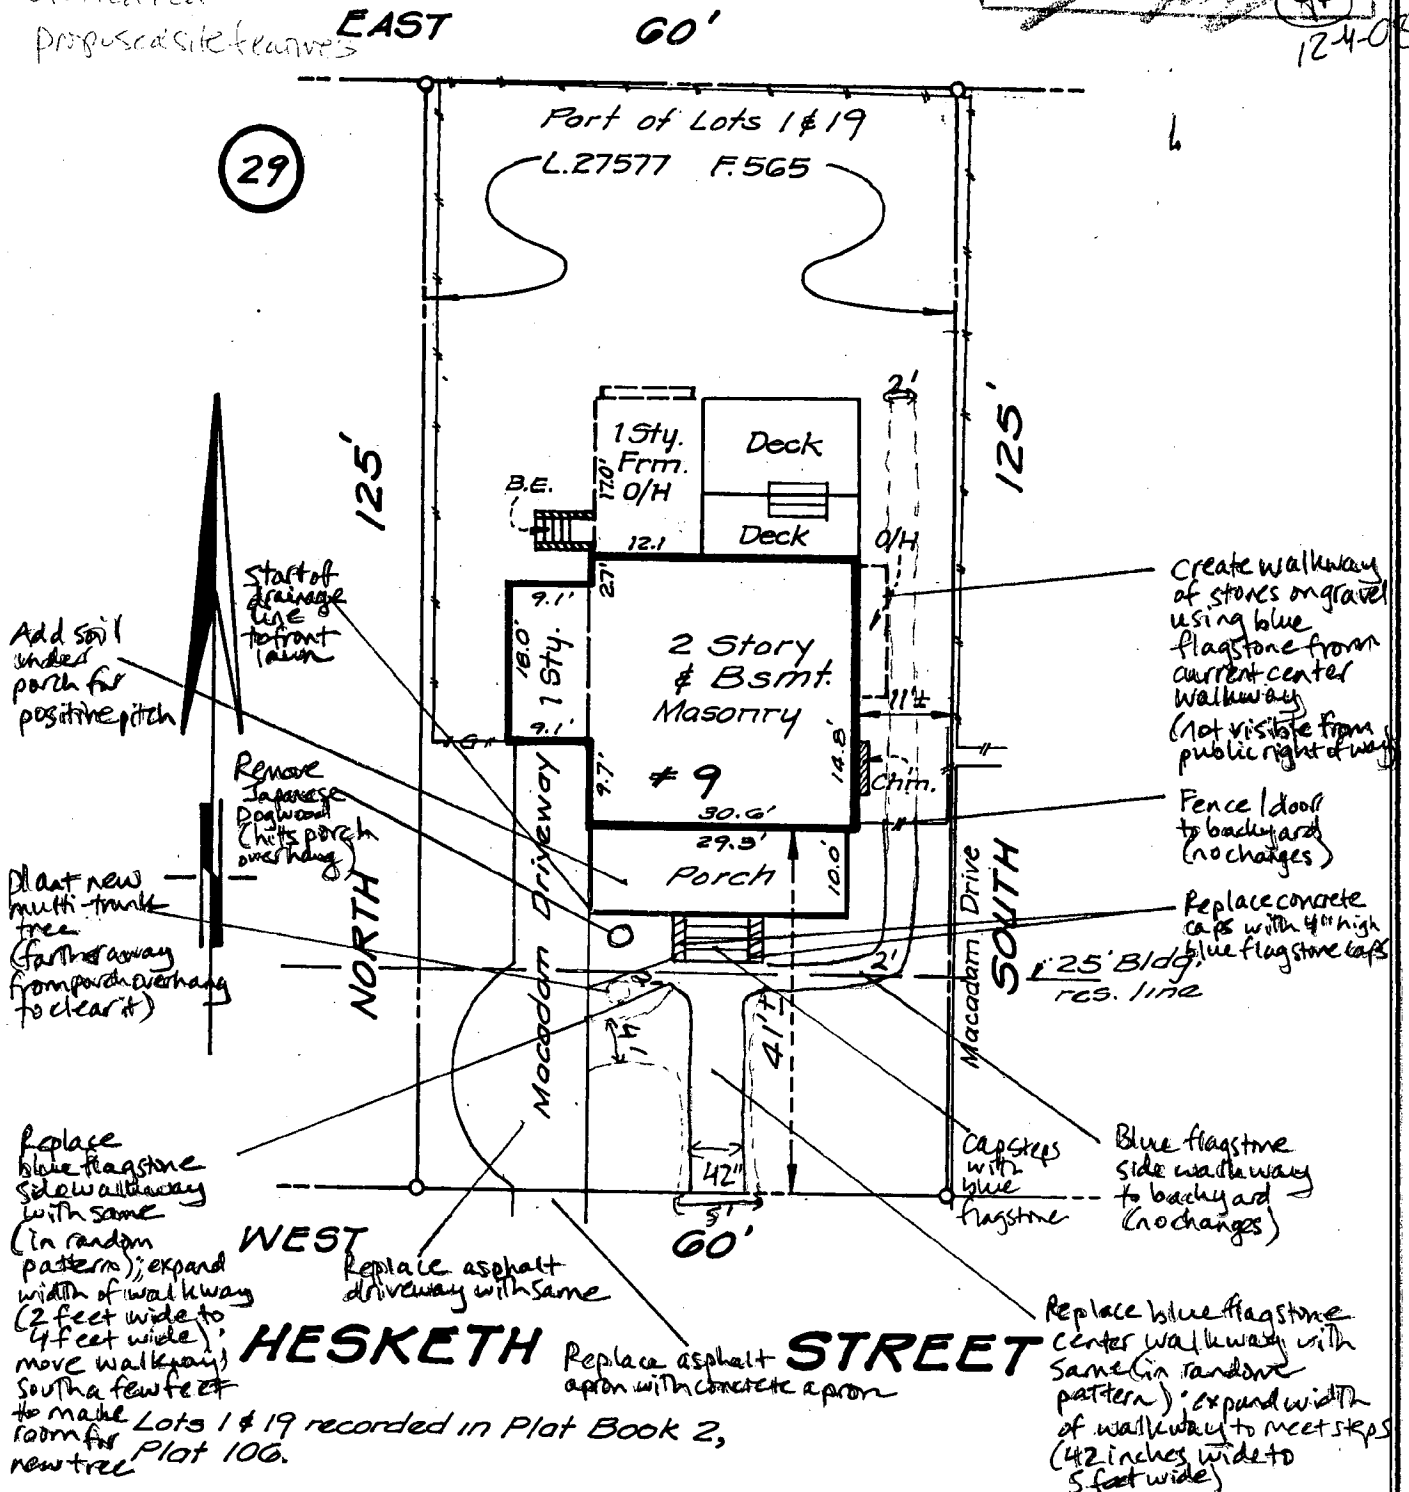 proposed site features
EAST
60'
12-4-0
29
Part of Lots 1 & 19
L.27577 F.565
125'
125'
2'
1 Sty.
Frm.
O/H
17.0'
12.1
Deck
Deck
B.E.
O/H
2.7'
9.1'
18.0'
1 Sty.
9.1'
9.7'
2 Story
& Bsmt.
Masonry
# 9
30.6'
14.8'
11'±
Chim.
29.3'
Porch
10.0'
Start of
drainage
line
to front
lawn
Add soil
under
porch for
positive pitch
Remove
Japanese
Dogwood
(hits porch
overhang)
Plant new
multi-trunk
tree
(farther away
from porch overhang
to clear it)
NORTH
Macadam Driveway
Create walkway
of stones on gravel
using blue
flagstone from
current center
walkway
(not visible from
public right of way)
Fence/door
to backyard
(no changes)
Replace concrete
caps with 4" high
blue flagstone caps
Macadam Drive
SOUTH
25' Bldg.
res. line
2'
41'±
42"
5'
Replace
blue flagstone
side walkway
with same
(in random
pattern); expand
width of walkway
(2 feet wide to
4 feet wide);
move walkway
south a few feet
to make
room for
new tree
cap steps
with
blue
flagstone
Blue flagstone
side walkway
to backyard
(no changes)
WEST
60'
Replace asphalt
driveway with same
HESKETH STREET
Replace asphalt
apron with concrete apron
Replace blue flagstone
center walkway with
same (in random
pattern); expand width
of walkway to meet steps
(42 inches wide to
5 feet wide)
Lots 1 & 19 recorded in Plat Book 2,
Plat 106.